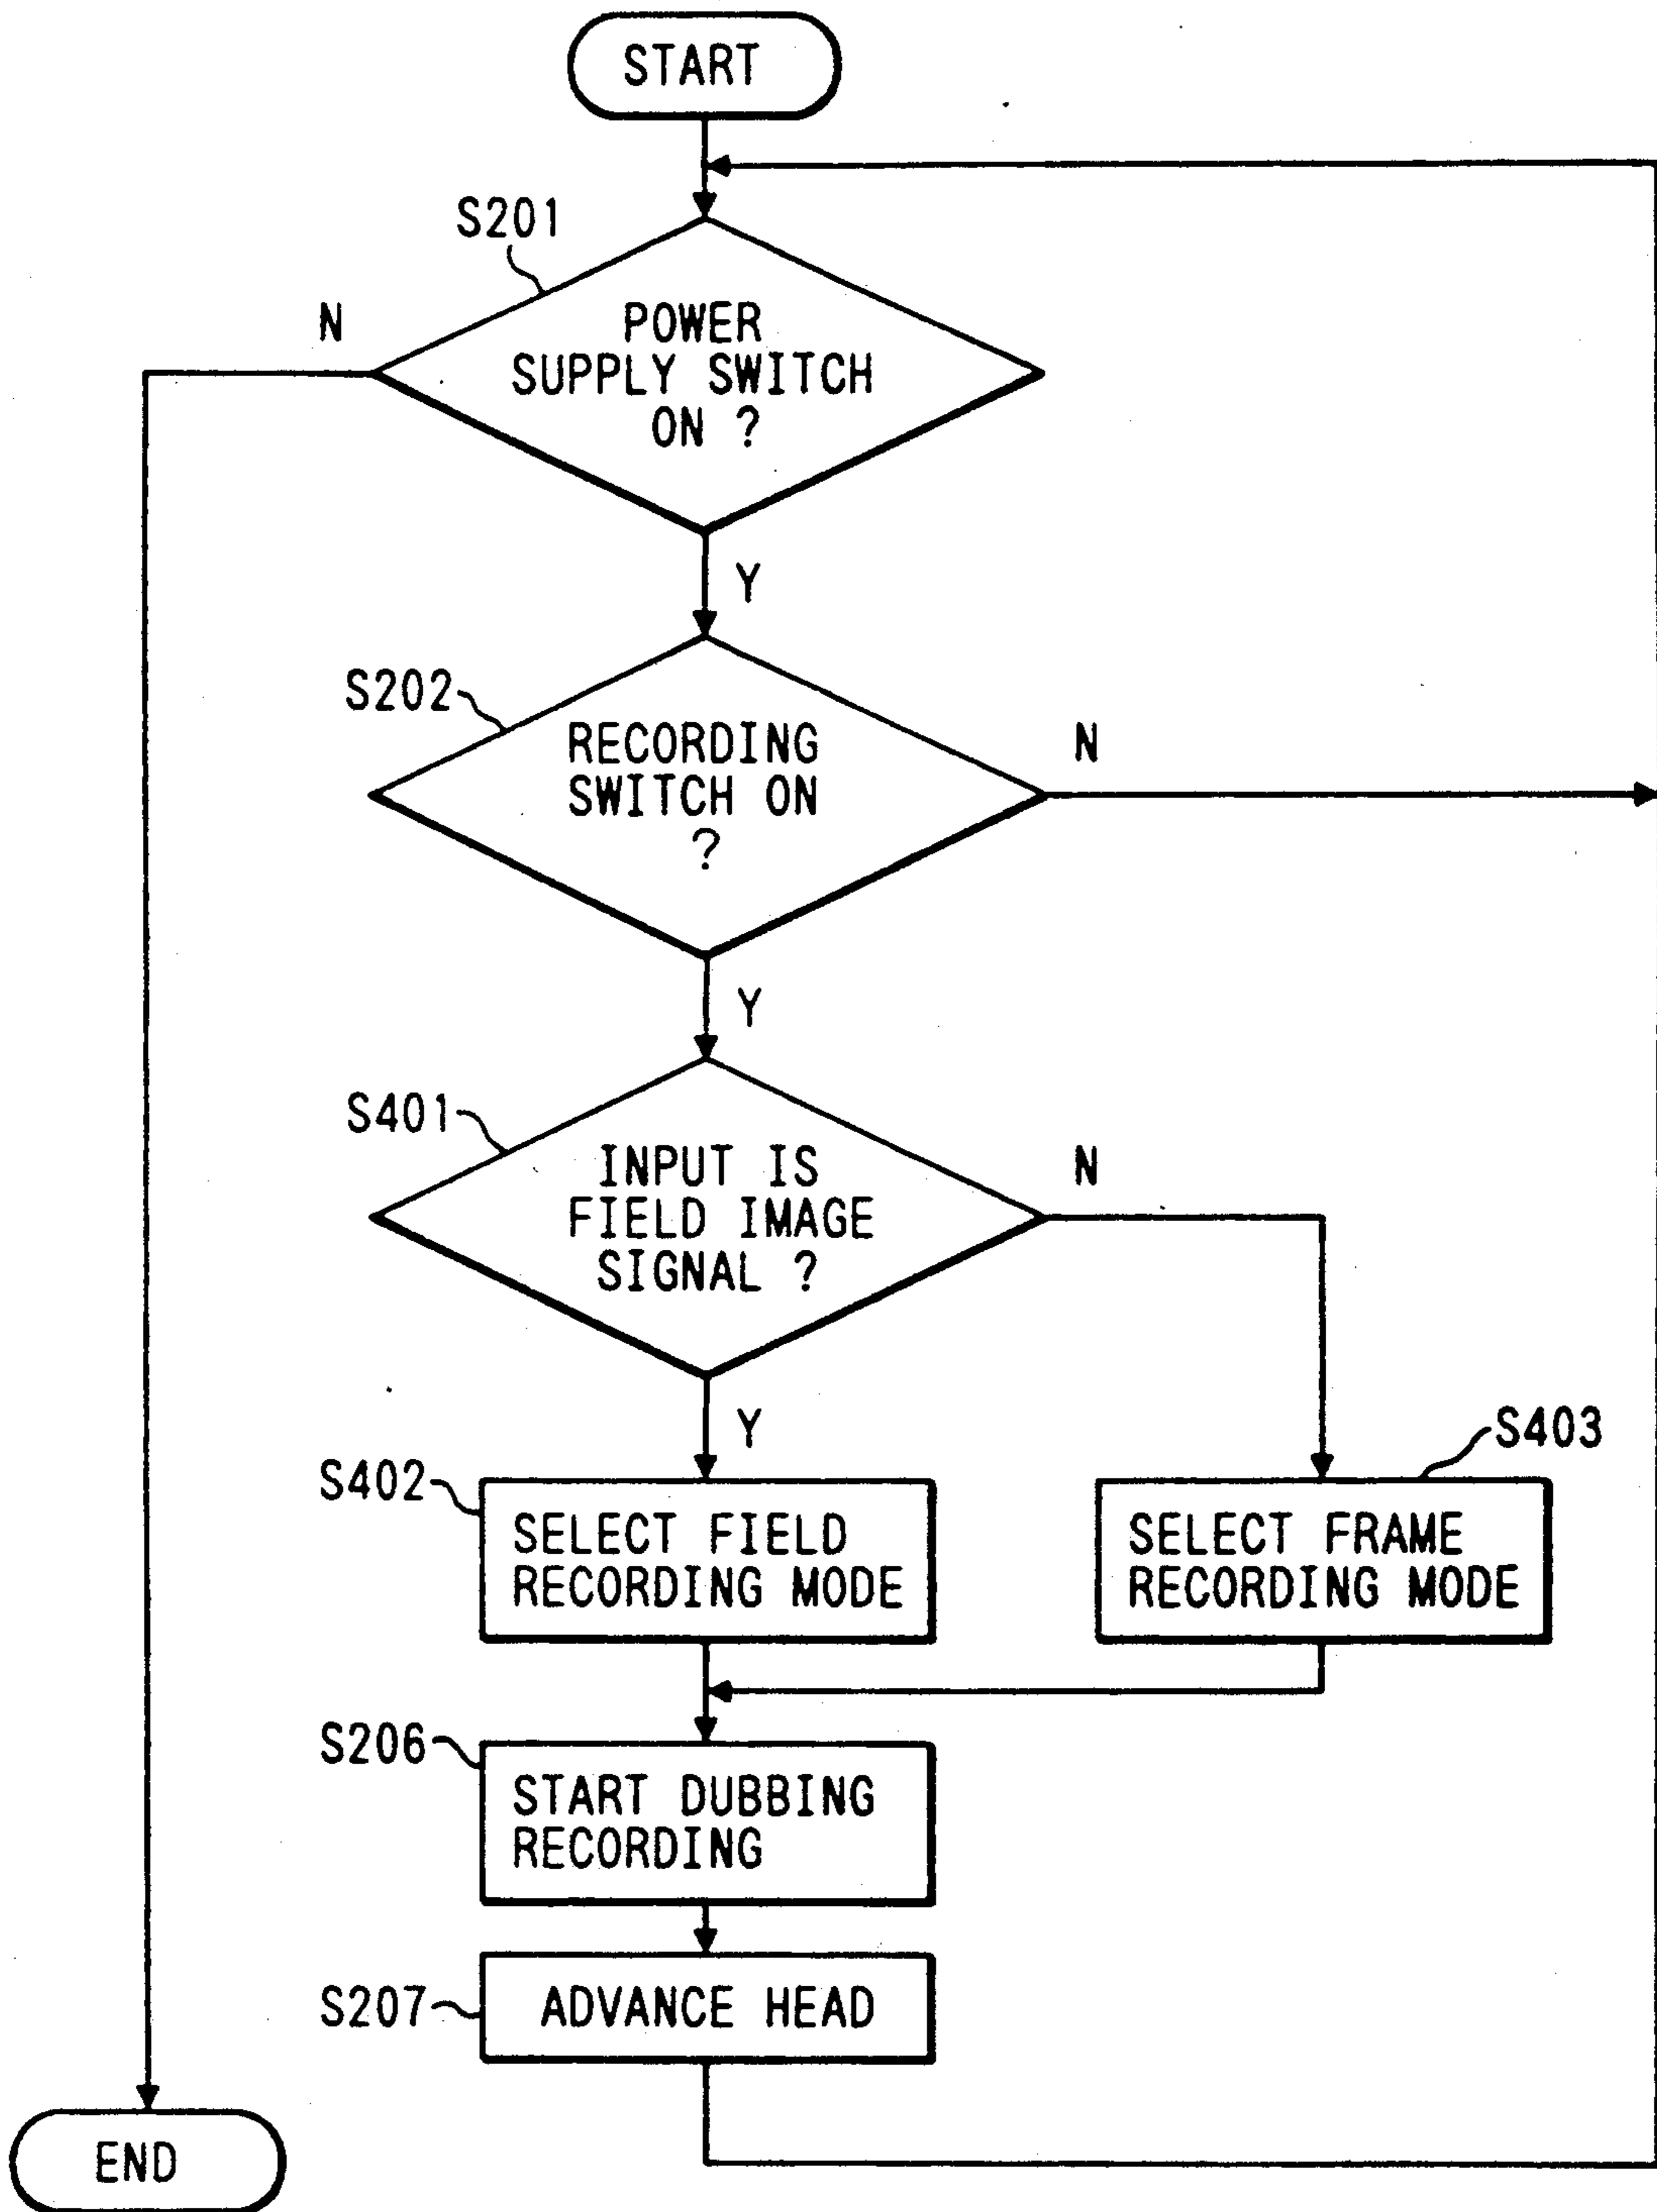 START
S201
N
POWER
SUPPLY SWITCH
ON ?
Y
S202
RECORDING
SWITCH ON
?
N
Y
S401
INPUT IS
FIELD IMAGE
SIGNAL ?
N
Y
S402
SELECT FIELD
RECORDING MODE
S403
SELECT FRAME
RECORDING MODE
S206
START DUBBING
RECORDING
S207
ADVANCE HEAD
END